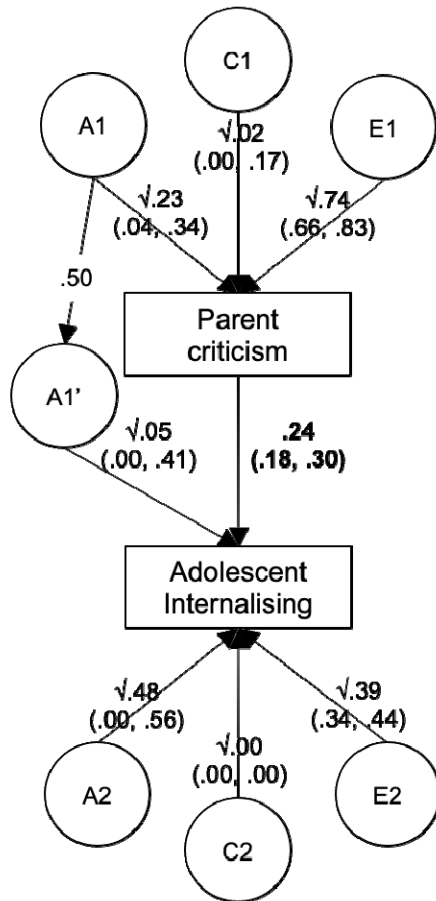 C1
A1
E1
√.02
(.00, .17)
√.23
(.04, .34)
√.74
(.66, .83)
.50
Parent
criticism
A1'
√.05
(.00, .41)
.24
(.18, .30)
Adolescent
Internalising
√.48
(.00, .56)
√.39
(.34, .44)
√.00
(.00, .00)
A2
E2
C2